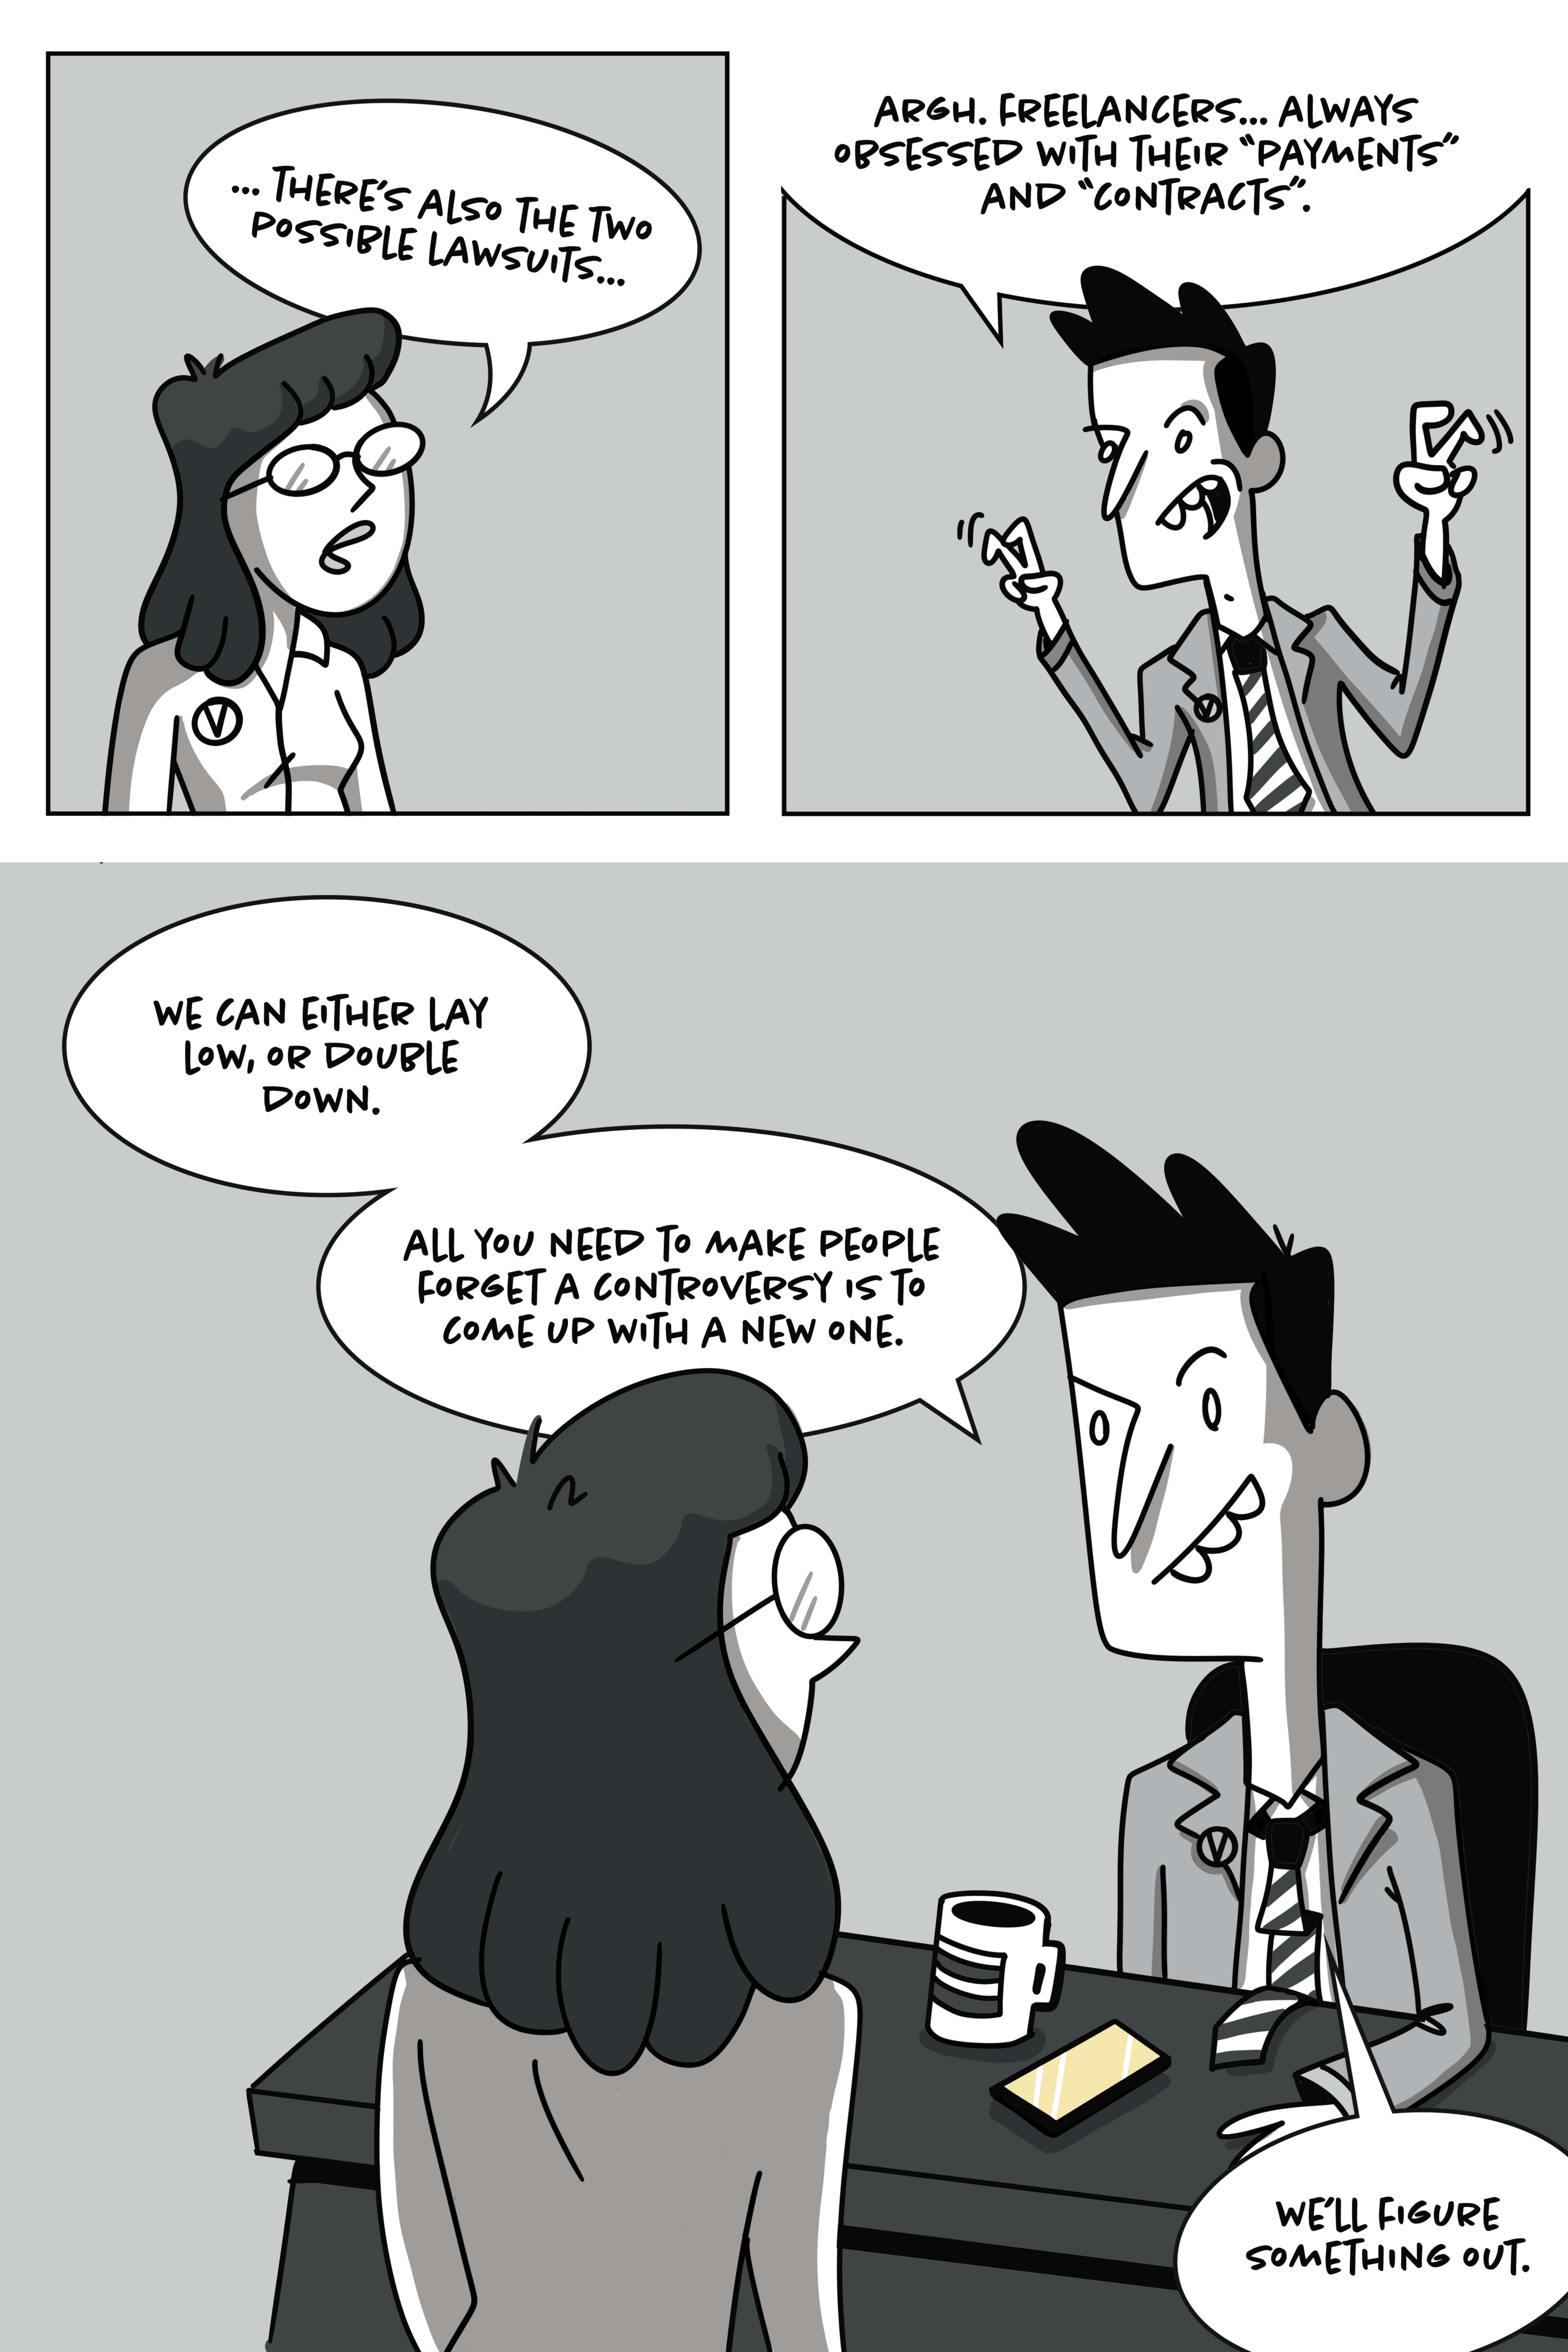 ... THERE'S ALSO THE TWO
POSSIBLE LAWSUITS...
ARGH. FREELANCERS... ALWAYS
OBSESSED WITH THEIR "PAYMENTS"
AND "CONTRACTS".
V
V
WE CAN EITHER LAY
LOW, OR DOUBLE
DOWN.
ALL YOU NEED TO MAKE PEOPLE
FORGET A CONTROVERSY IS TO
COME UP WITH A NEW ONE.
V
WE'LL FIGURE
SOMETHING OUT.